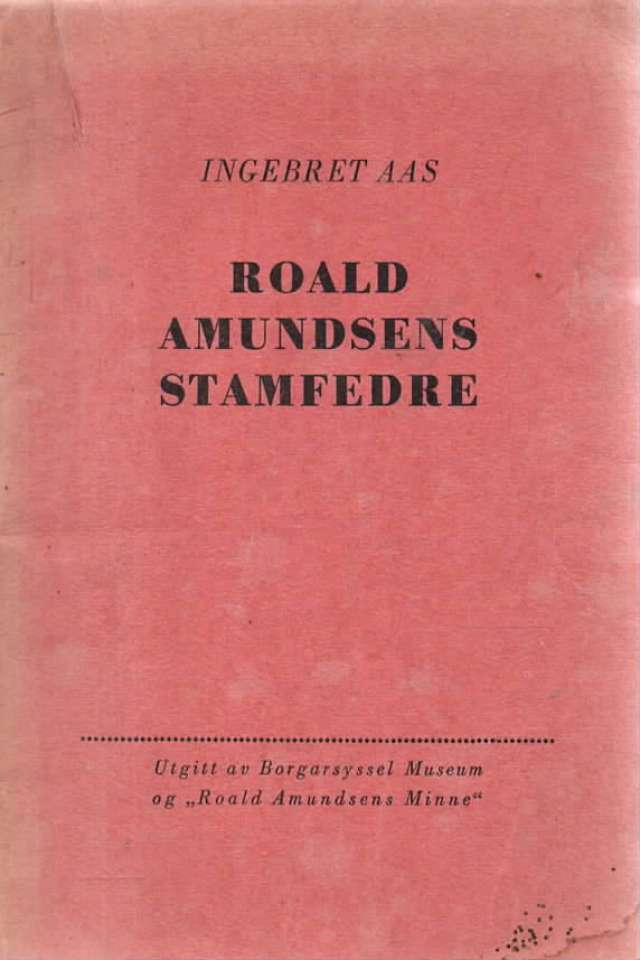 INGEBRET AAS
ROALD
AMUNDSENS
STAMFEDRE
Utgitt av Borgarsyssel Museum
og „Roald Amundsens Minne“